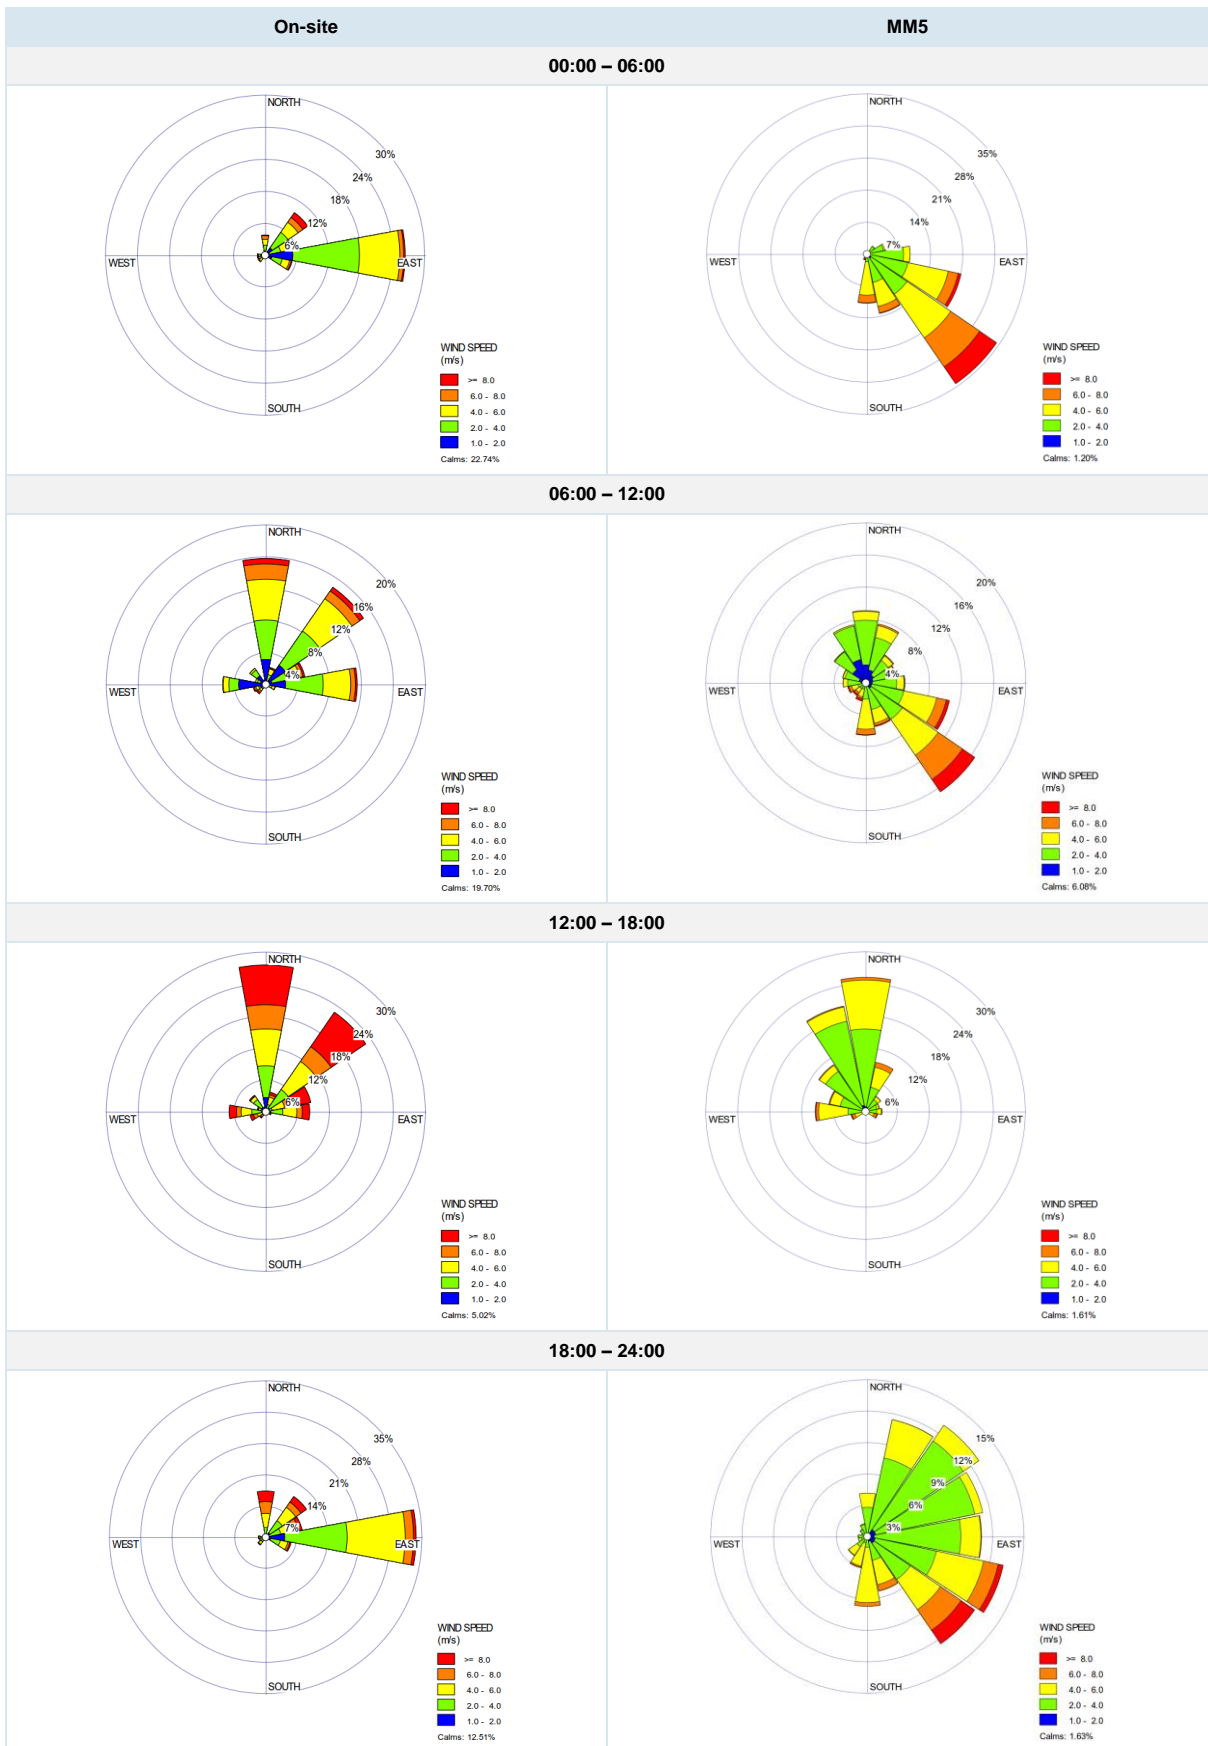 On-site MM5
00:00 – 06:00
NORTH
30%
24%
18%
12%
6%
WEST EAST
SOUTH
WIND SPEED
(m/s)
>= 8.0
6.0 - 8.0
4.0 - 6.0
2.0 - 4.0
1.0 - 2.0
Calms: 22.74%
NORTH
35%
28%
21%
14%
7%
WEST EAST
SOUTH
WIND SPEED
(m/s)
>= 8.0
6.0 - 8.0
4.0 - 6.0
2.0 - 4.0
1.0 - 2.0
Calms: 1.20%
06:00 – 12:00
NORTH
20%
16%
12%
8%
4%
WEST EAST
SOUTH
WIND SPEED
(m/s)
>= 8.0
6.0 - 8.0
4.0 - 6.0
2.0 - 4.0
1.0 - 2.0
Calms: 19.70%
NORTH
20%
16%
12%
8%
4%
WEST EAST
SOUTH
WIND SPEED
(m/s)
>= 8.0
6.0 - 8.0
4.0 - 6.0
2.0 - 4.0
1.0 - 2.0
Calms: 6.08%
12:00 – 18:00
NORTH
30%
24%
18%
12%
6%
WEST EAST
SOUTH
WIND SPEED
(m/s)
>= 8.0
6.0 - 8.0
4.0 - 6.0
2.0 - 4.0
1.0 - 2.0
Calms: 5.02%
NORTH
30%
24%
18%
12%
6%
WEST EAST
SOUTH
WIND SPEED
(m/s)
>= 8.0
6.0 - 8.0
4.0 - 6.0
2.0 - 4.0
1.0 - 2.0
Calms: 1.61%
18:00 – 24:00
NORTH
35%
28%
21%
14%
7%
WEST EAST
SOUTH
WIND SPEED
(m/s)
>= 8.0
6.0 - 8.0
4.0 - 6.0
2.0 - 4.0
1.0 - 2.0
Calms: 12.51%
NORTH
15%
12%
9%
6%
3%
WEST EAST
SOUTH
WIND SPEED
(m/s)
>= 8.0
6.0 - 8.0
4.0 - 6.0
2.0 - 4.0
1.0 - 2.0
Calms: 1.63%